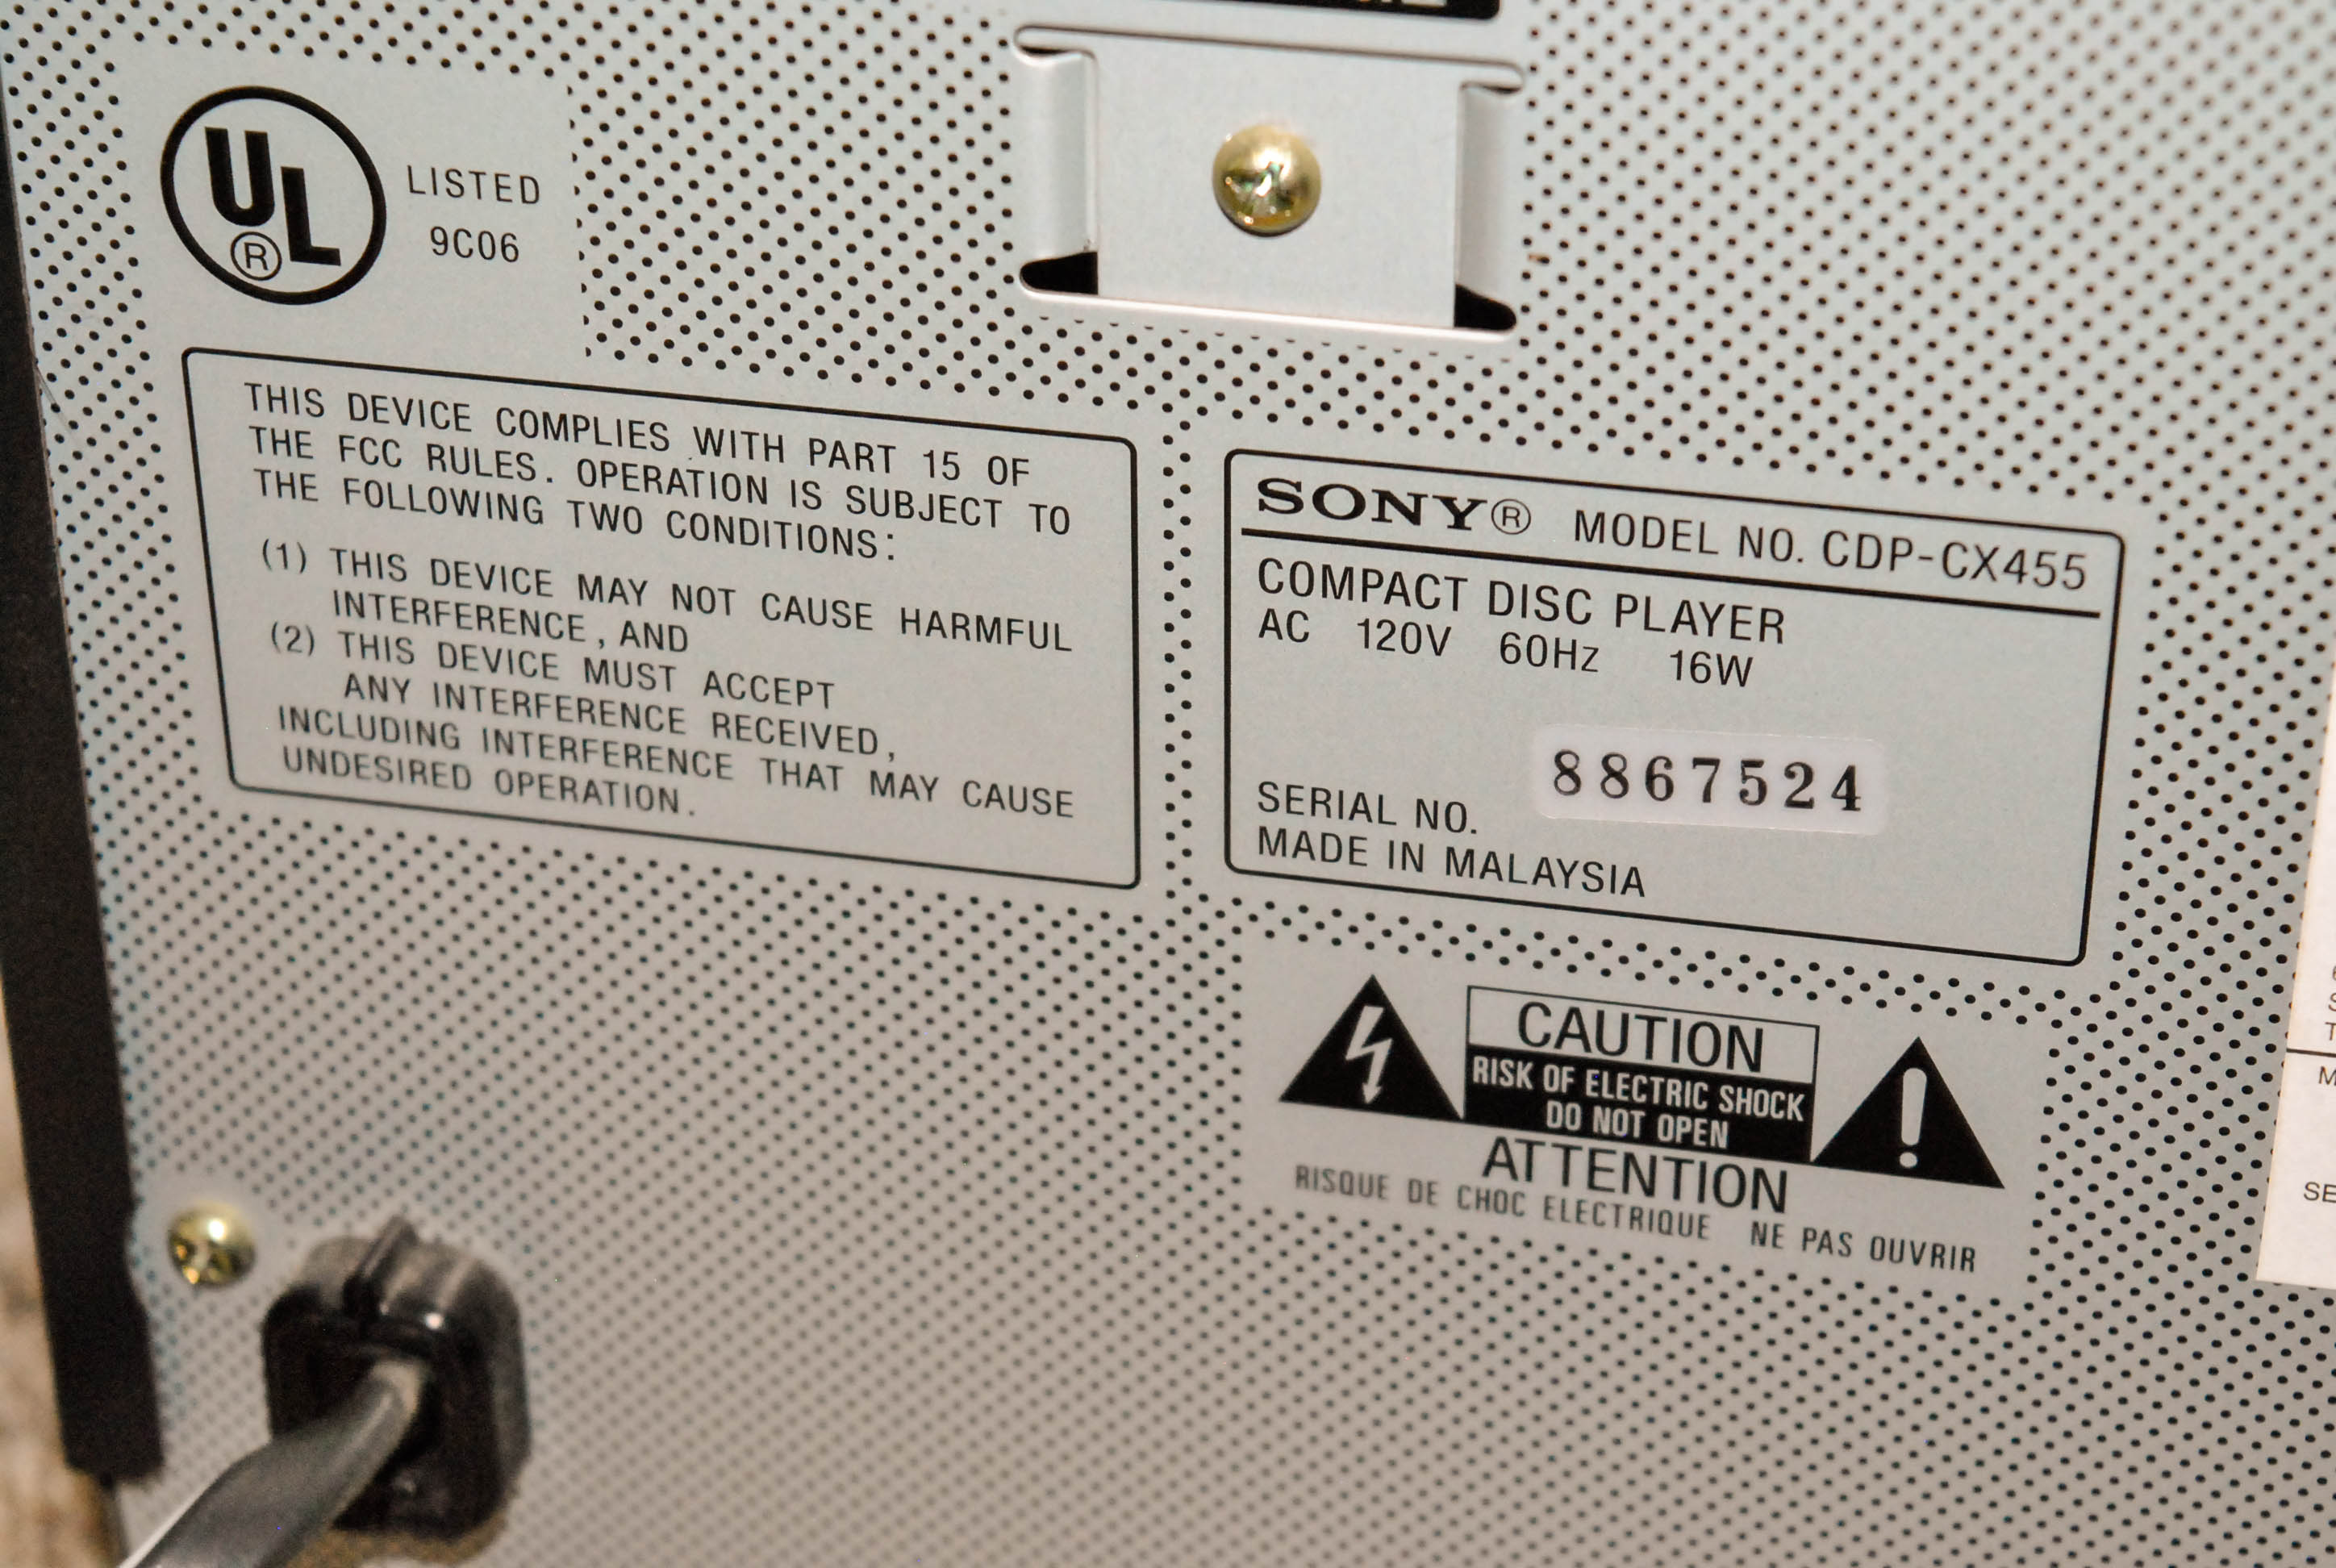 UL®
LISTED
9C06
THIS DEVICE COMPLIES WITH PART 15 OF
THE FCC RULES. OPERATION IS SUBJECT TO
THE FOLLOWING TWO CONDITIONS:
(1) THIS DEVICE MAY NOT CAUSE HARMFUL
INTERFERENCE, AND
(2) THIS DEVICE MUST ACCEPT
ANY INTERFERENCE RECEIVED,
INCLUDING INTERFERENCE THAT MAY CAUSE
UNDESIRED OPERATION.
SONY® MODEL NO. CDP-CX455
COMPACT DISC PLAYER
AC 120V 60Hz 16W
8867524
SERIAL NO.
MADE IN MALAYSIA
CAUTION
RISK OF ELECTRIC SHOCK
DO NOT OPEN
ATTENTION
RISQUE DE CHOC ELECTRIQUE NE PAS OUVRIR